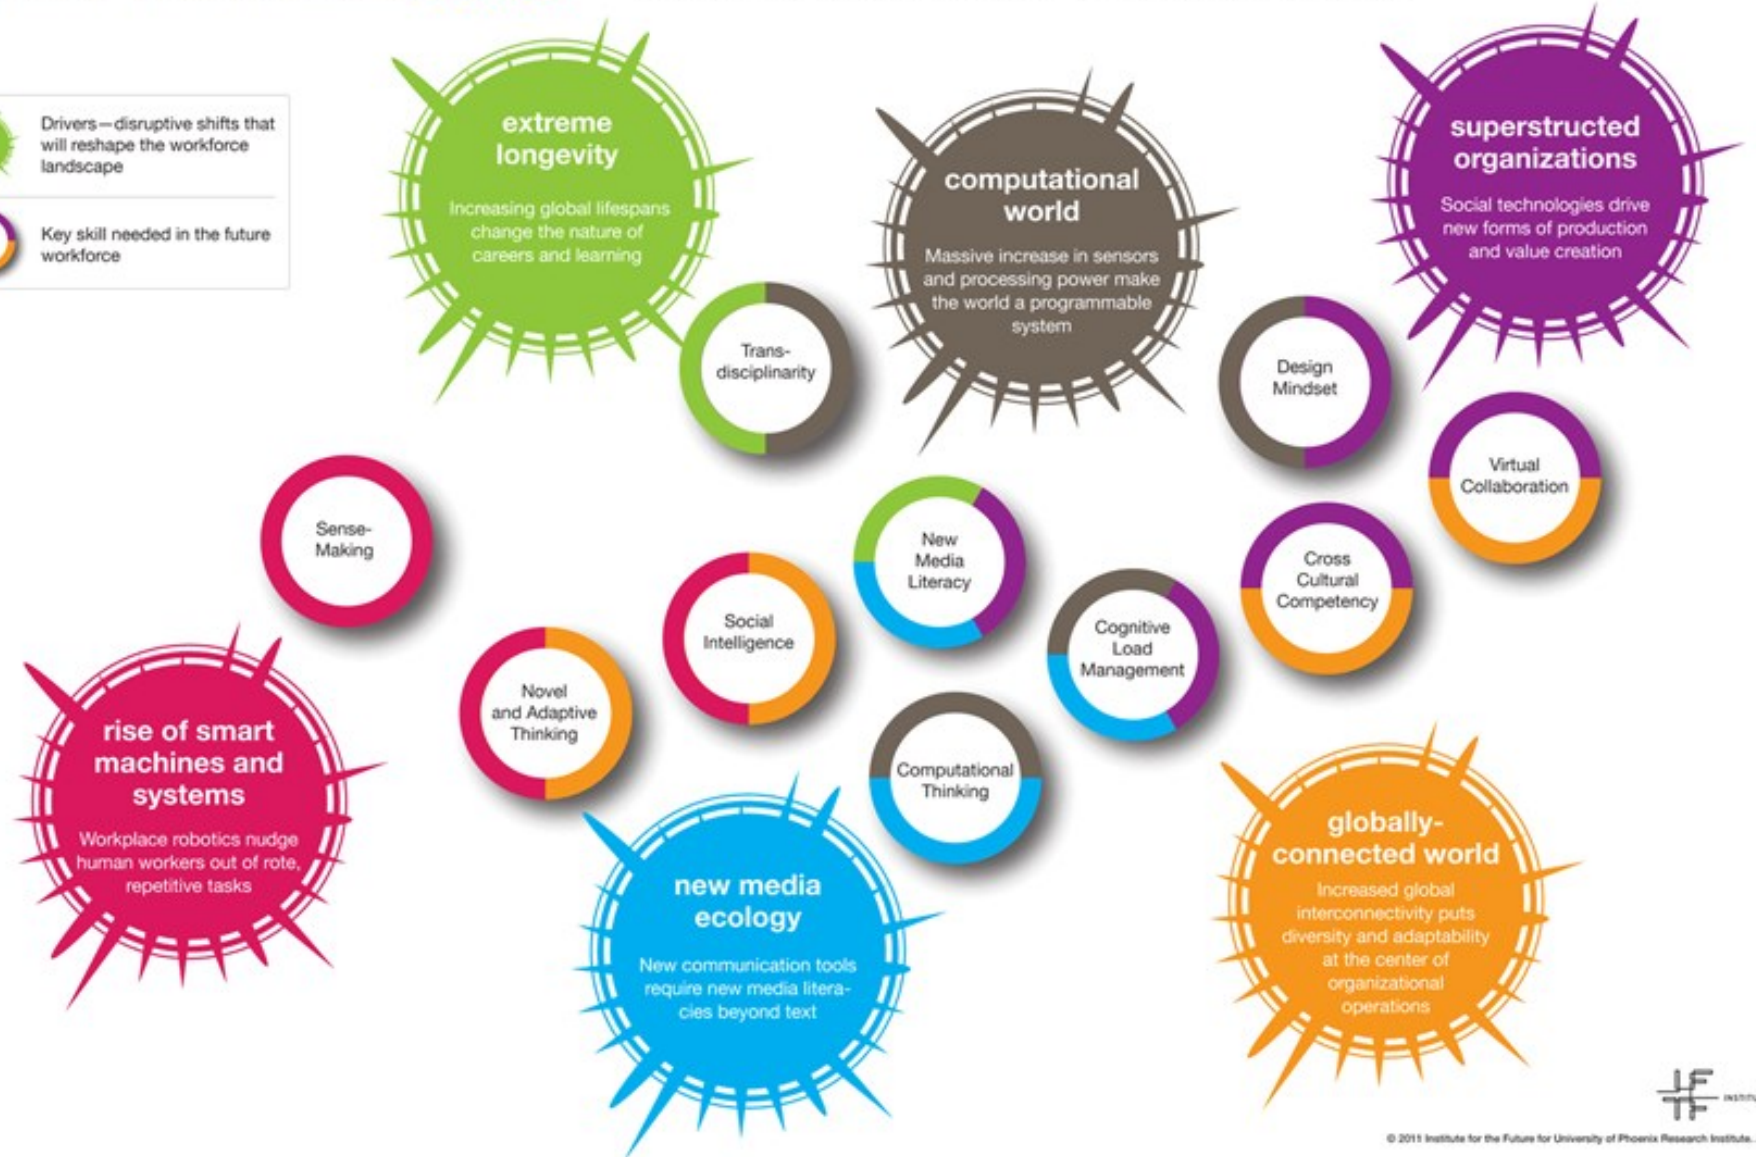 Drivers—disruptive shifts that
will reshape the workforce
landscape
Key skill needed in the future
workforce
extreme
longevity
Increasing global lifespans
change the nature of
careers and learning
computational
world
Massive increase in sensors
and processing power make
the world a programmable
system
superstructed
organizations
Social technologies drive
new forms of production
and value creation
Trans-
disciplinarity
Design
Mindset
Virtual
Collaboration
Sense-
Making
New
Media
Literacy
Cross
Cultural
Competency
Social
Intelligence
Cognitive
Load
Management
Novel
and Adaptive
Thinking
Computational
Thinking
rise of smart
machines and
systems
Workplace robotics nudge
human workers out of rote,
repetitive tasks
new media
ecology
New communication tools
require new media litera-
cies beyond text
globally-
connected world
Increased global
interconnectivity puts
diversity and adaptability
at the center of
organizational
operations
© 2011 Institute for the Future for University of Phoenix Research Institute.